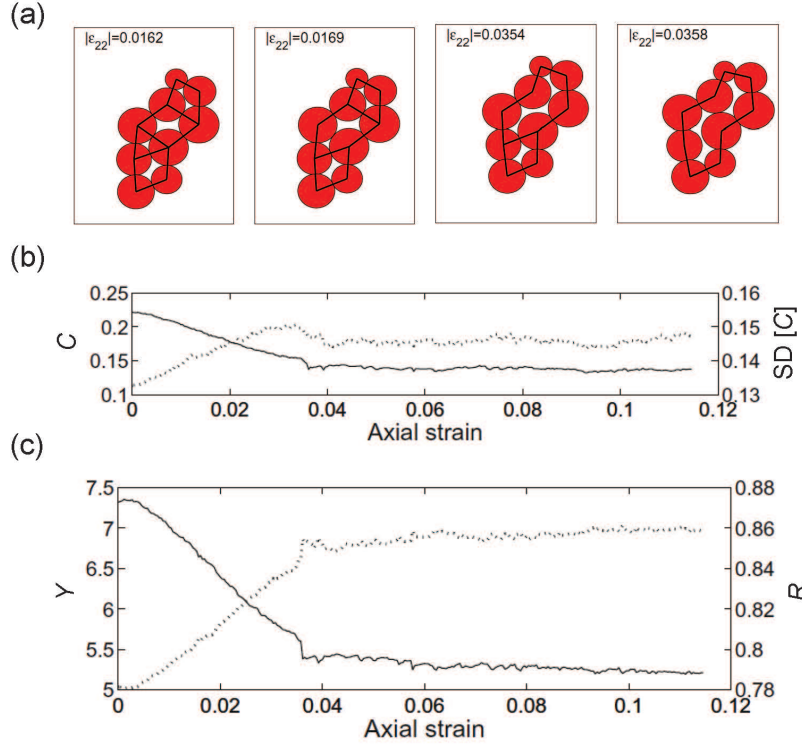 (a)
|ε22|=0.0162
|ε22|=0.0169
|ε22|=0.0354
|ε22|=0.0358
(b)
0.25
0.2
0.15
0.1
C
0.16
0.15
0.14
0.13
SD [C]
0 0.02 0.04 0.06 0.08 0.1 0.12
Axial strain
(c)
7.5
7
6.5
6
5.5
5
Y
0.88
0.86
0.84
0.82
0.8
0.78
R
0 0.02 0.04 0.06 0.08 0.1 0.12
Axial strain